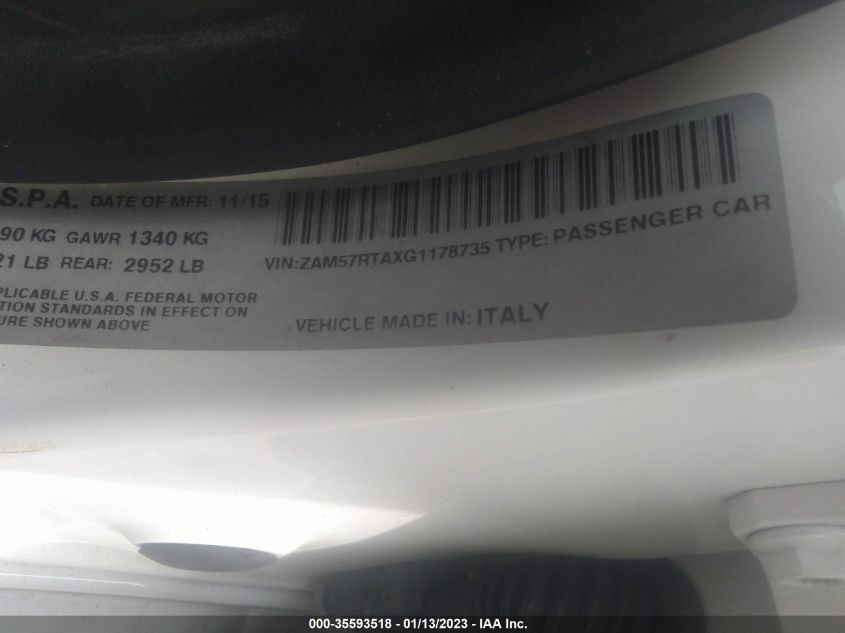 S.P.A. DATE OF MFR: 11/15
90 KG GAWR 1340 KG
21 LB REAR: 2952 LB
VIN:ZAM57RTAXG1178735 TYPE: PASSENGER CAR
PLICABLE U.S.A. FEDERAL MOTOR
TION STANDARDS IN EFFECT ON
URE SHOWN ABOVE
VEHICLE MADE IN: ITALY
000-35593518 - 01/13/2023 - IAA Inc.